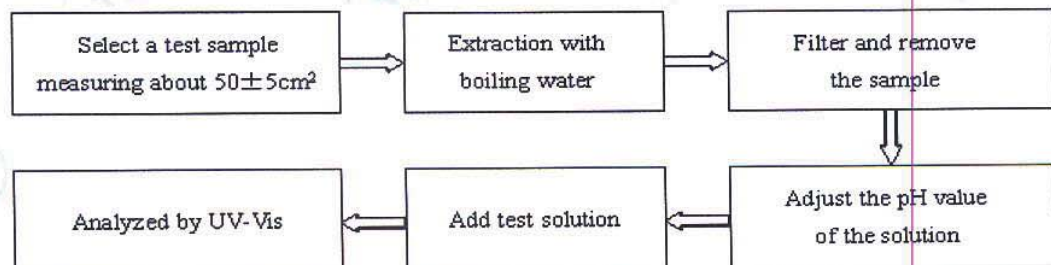 Select a test sample
measuring about 50±5cm²
Extraction with
boiling water
Filter and remove
the sample
Adjust the pH value
of the solution
Add test solution
Analyzed by UV-Vis